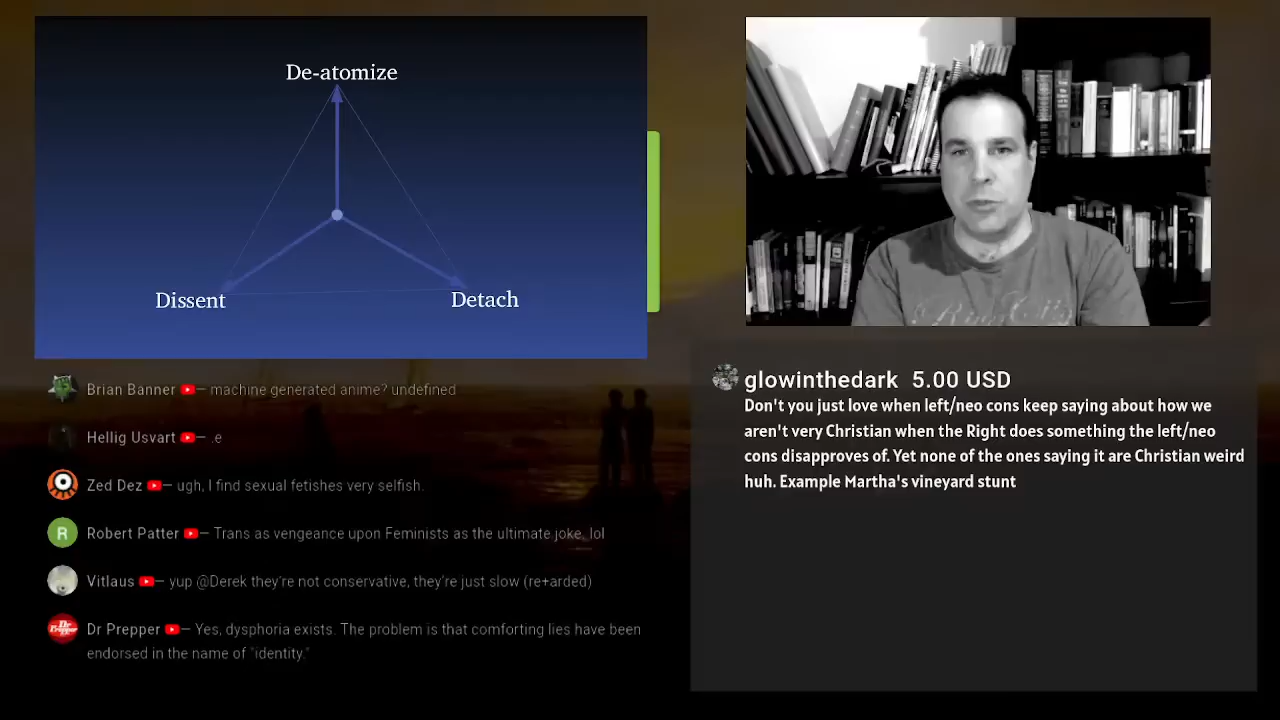 De-atomize
Dissent
Detach
Brian Banner — machine generated anime? undefined
Hellig Usvart — .e
Zed Dez — ugh, I find sexual fetishes very selfish.
R
Robert Patter — Trans as vengeance upon Feminists as the ultimate joke, lol
Vitlaus — yup @Derek they're not conservative, they're just slow (re+arded)
Dr Prepper — Yes, dysphoria exists. The problem is that comforting lies have been
endorsed in the name of "identity."
glowinthedark 5.00 USD
Don't you just love when left/neo cons keep saying about how we
aren't very Christian when the Right does something the left/neo
cons disapproves of. Yet none of the ones saying it are Christian weird
huh. Example Martha's vineyard stunt